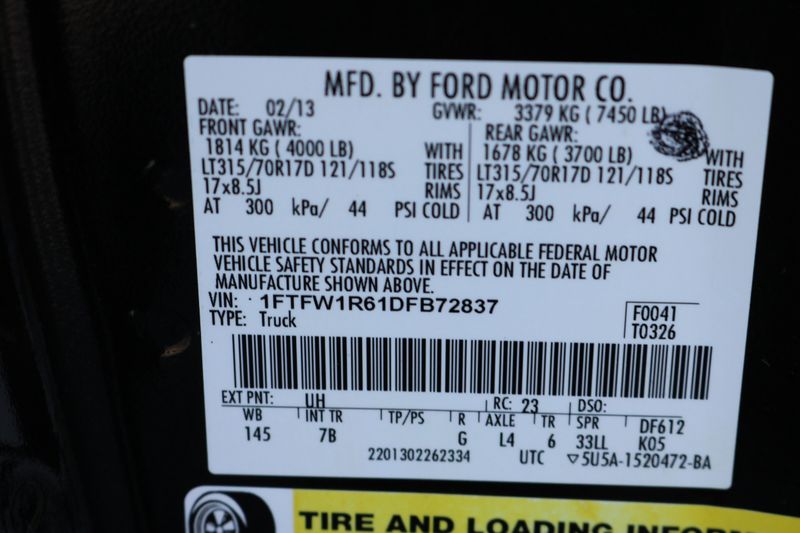 MFD. BY FORD MOTOR CO.
DATE: 02/13 GVWR: 3379 KG ( 7450 LB)
FRONT GAWR: REAR GAWR:
1814 KG ( 4000 LB) WITH 1678 KG ( 3700 LB) WITH
LT315/70R17D 121/118S TIRES LT315/70R17D 121/118S TIRES
17x8.5J RIMS 17x8.5J RIMS
AT 300 kPa/ 44 PSI COLD AT 300 kPa/ 44 PSI COLD
THIS VEHICLE CONFORMS TO ALL APPLICABLE FEDERAL MOTOR
VEHICLE SAFETY STANDARDS IN EFFECT ON THE DATE OF
MANUFACTURE SHOWN ABOVE.
VIN: 1FTFW1R61DFB72837 F0041
TYPE: Truck T0326
EXT PNT: UH RC: 23 DSO:
WB INT TR TP/PS R AXLE TR SPR DF612
145 7B G L4 6 33LL K05
2201302262334 UTC ▽5U5A-1520472-BA
TIRE AND LOADING INFORM